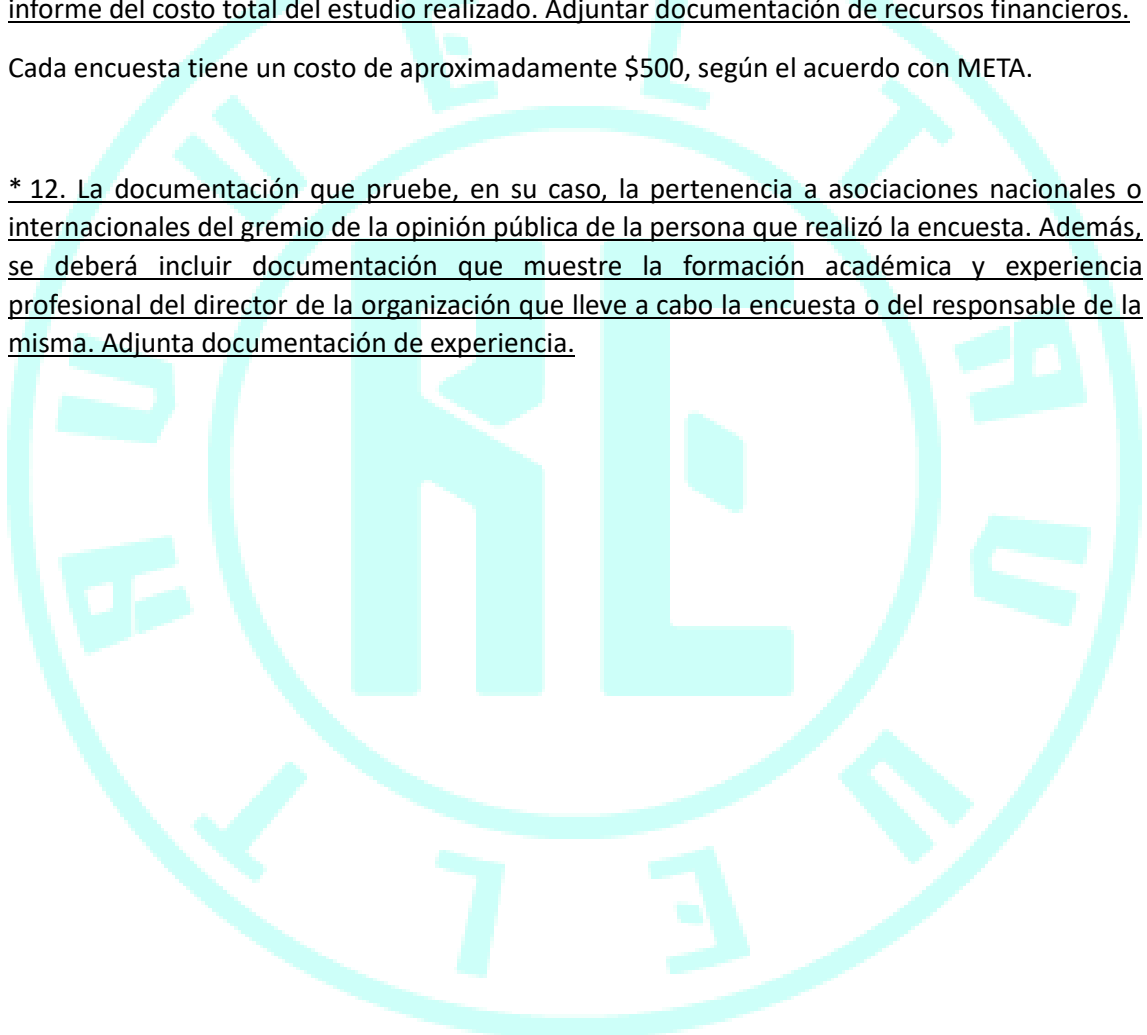 informe del costo total del estudio realizado. Adjuntar documentación de recursos financieros.
Cada encuesta tiene un costo de aproximadamente $500, según el acuerdo con META.
* 12. La documentación que pruebe, en su caso, la pertenencia a asociaciones nacionales o
internacionales del gremio de la opinión pública de la persona que realizó la encuesta. Además,
se deberá incluir documentación que muestre la formación académica y experiencia
profesional del director de la organización que lleve a cabo la encuesta o del responsable de la
misma. Adjunta documentación de experiencia.
RE